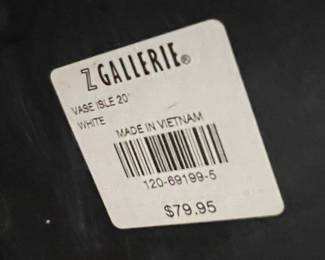 Z GALLERIE®
VASE ISLE 20"
WHITE
MADE IN VIETNAM
120-69199-5
$79.95